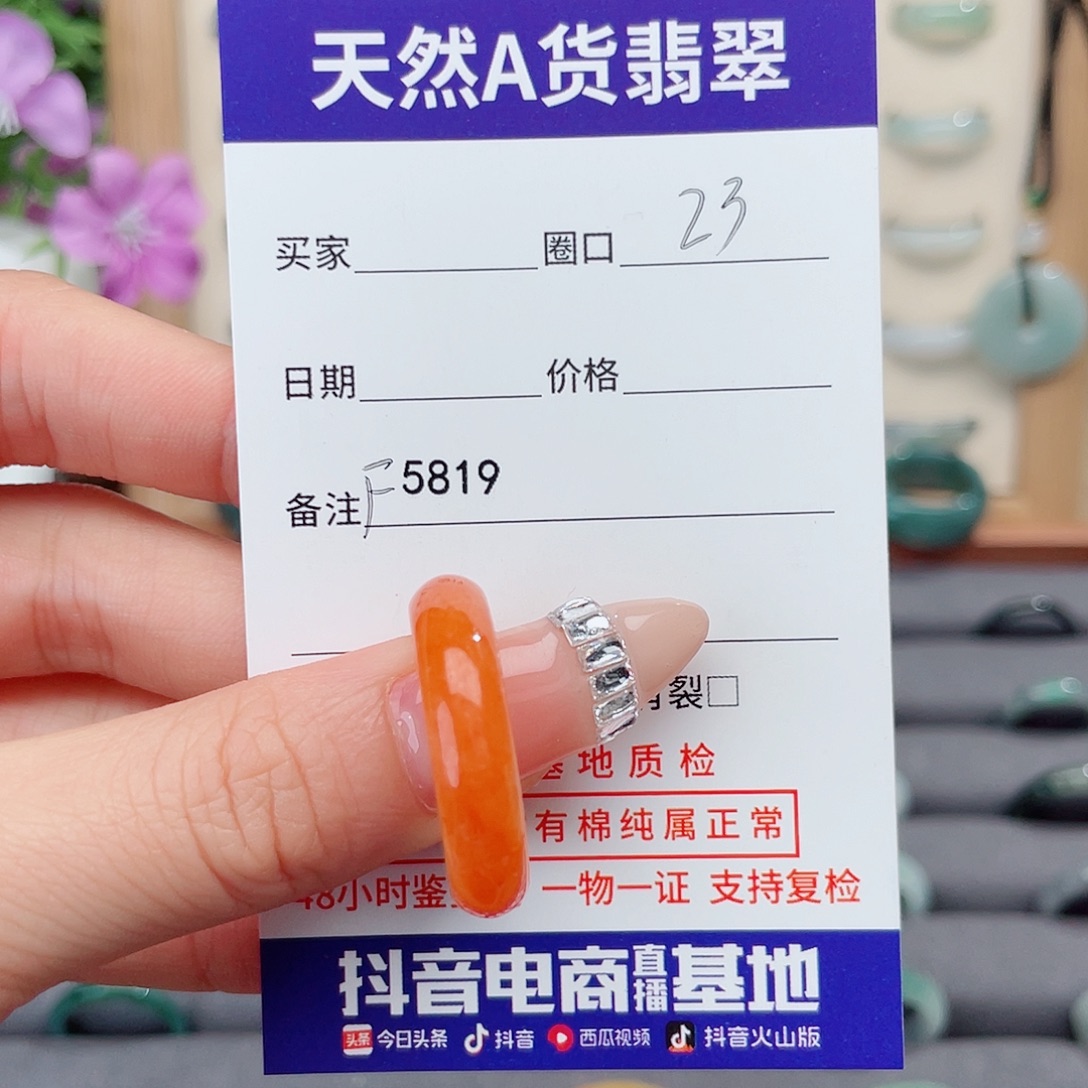 天然A货翡翠
买家 圈口 23
日期 价格
备注 F5819
裂□
地质检
有棉纯属正常
48小时鉴 一物一证 支持复检
抖音电商直播基地
头条 今日头条 抖音 西瓜视频 抖音火山版